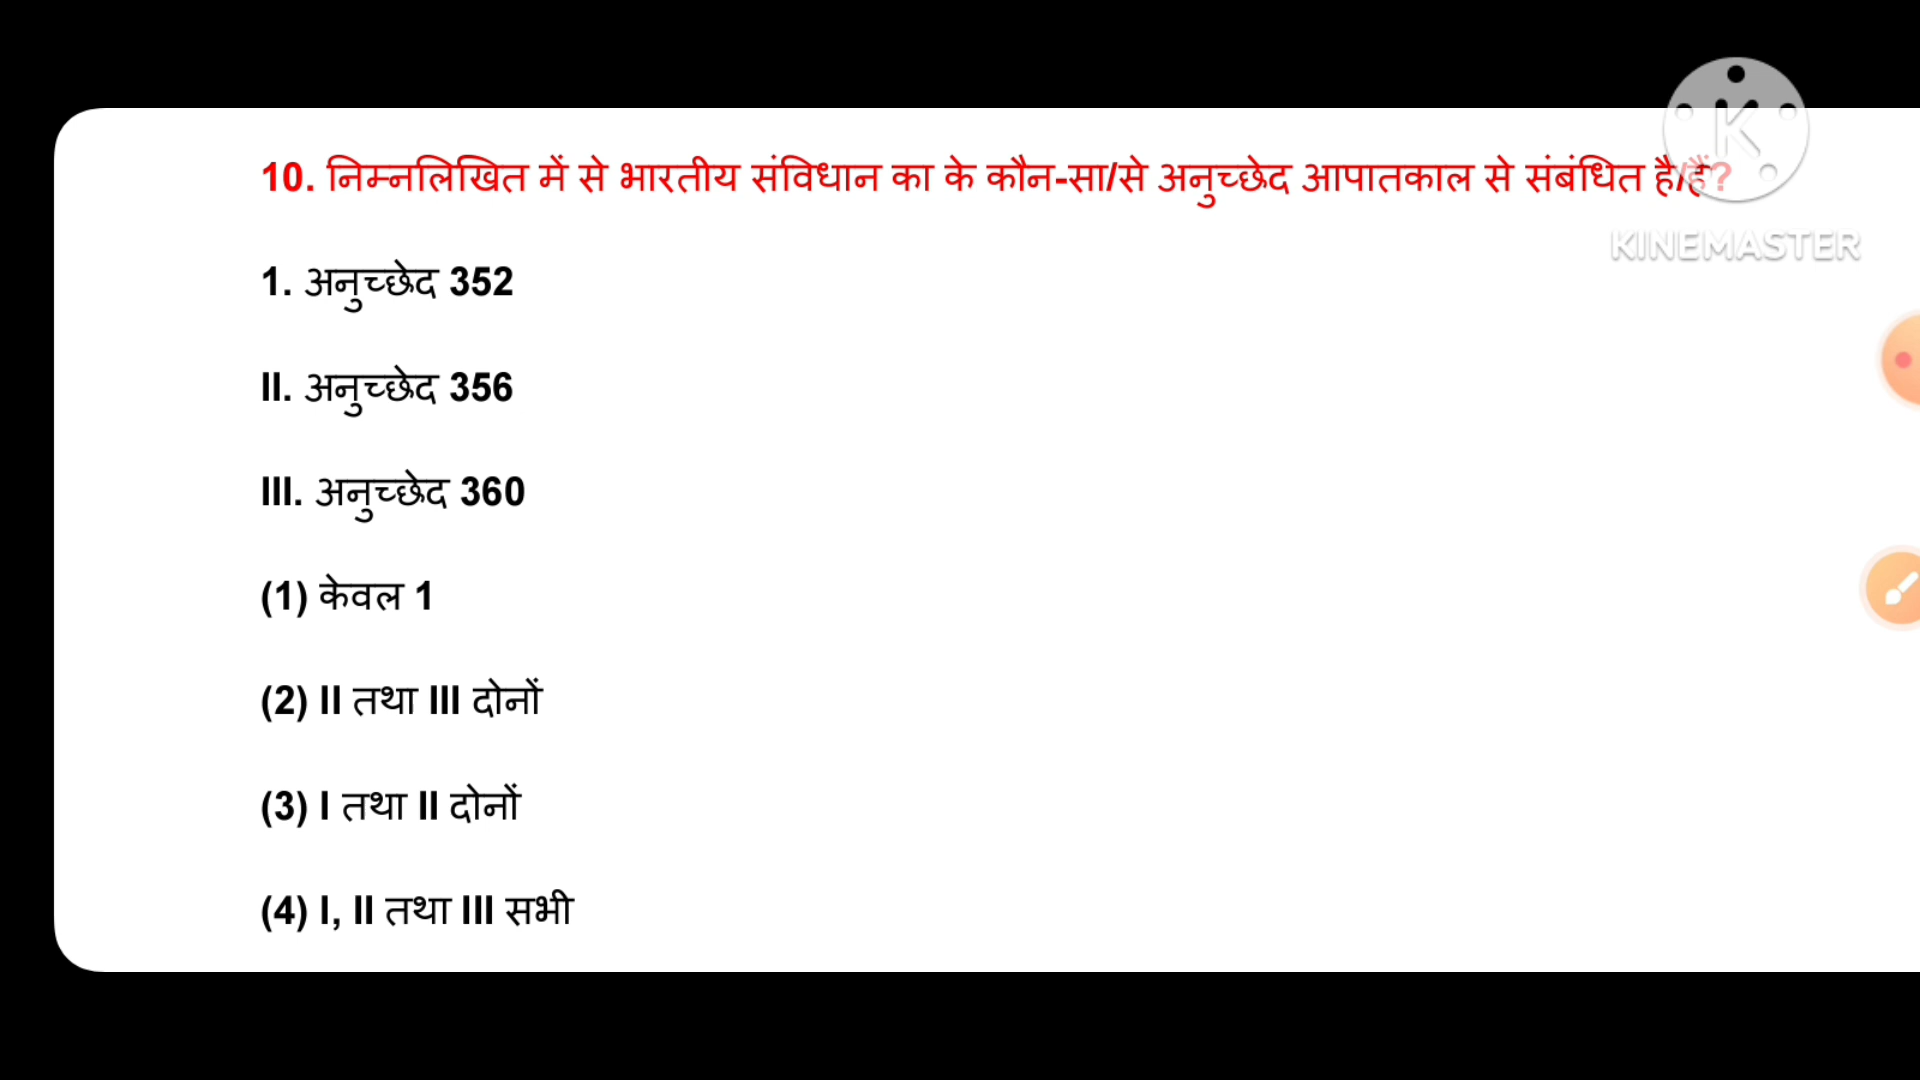 10. निम्नलिखित में से भारतीय संविधान का के कौन-सा/से अनुच्छेद आपातकाल से संबंधित है/हैं?
KINEMASTER
1. अनुच्छेद 352
II. अनुच्छेद 356
III. अनुच्छेद 360
(1) केवल 1
(2) II तथा III दोनों
(3) I तथा II दोनों
(4) I, II तथा III सभी